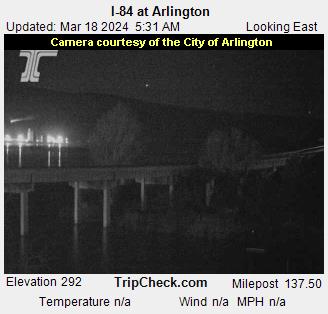 I-84 at Arlington
Updated: Mar 18 2024 5:31 AM Looking East
Camera courtesy of the City of Arlington
Elevation 292 TripCheck.com Milepost 137.50
Temperature n/a Wind n/a MPH n/a